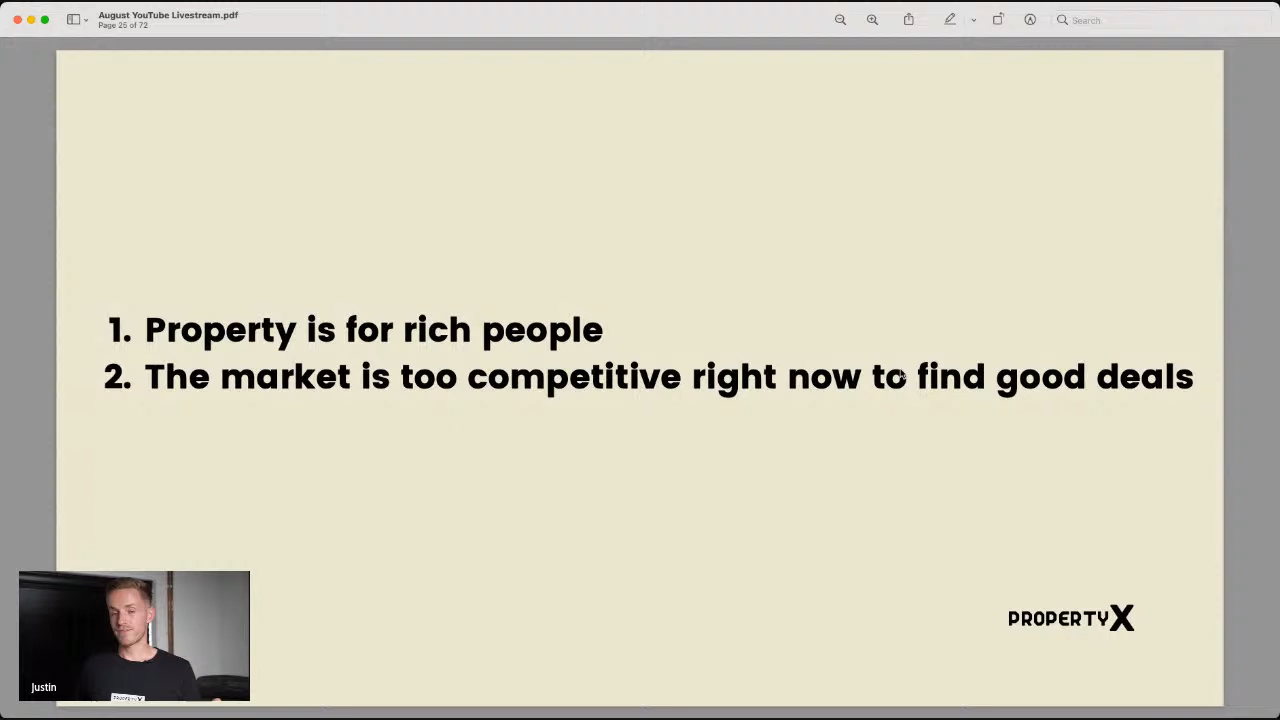 August YouTube Livestream.pdf
Page 25 of 72
Search
1. Property is for rich people
2. The market is too competitive right now to find good deals
PROPERTYX
PROPERTYX
Justin